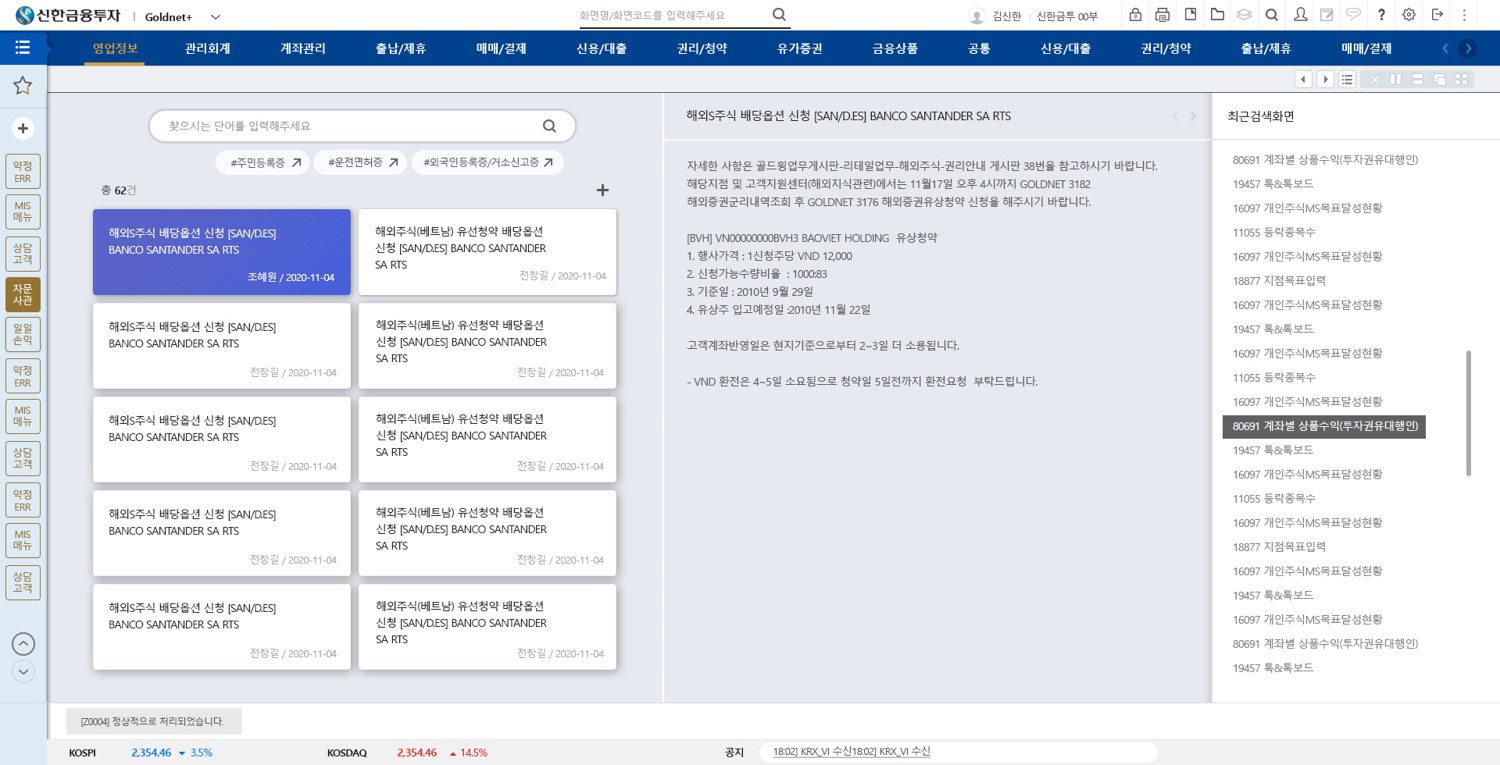 신한금융투자 | Goldnet+
화면명/화면코드를 입력해주세요
김신한 | 신한금투 00부
영업정보 관리회계 계좌관리 출납/제휴 매매/결제 신용/대출 권리/청약 유가증권 금융상품 공통 신용/대출 권리/청약 출납/제휴 매매/결제
약정
ERR
MIS
메뉴
상담
고객
자문
사관
일일
손익
약정
ERR
MIS
메뉴
상담
고객
약정
ERR
MIS
메뉴
상담
고객
찾으시는 단어를 입력해주세요
#주민등록증 #운전면허증 #외국인등록증/거소신고증
총 62건
해외S주식 배당옵션 신청 [SAN/D.ES]
BANCO SANTANDER SA RTS
조혜원 / 2020-11-04
해외주식(베트남) 유선청약 배당옵션
신청 [SAN/D.ES] BANCO SANTANDER
SA RTS
전창길 / 2020-11-04
해외S주식 배당옵션 신청 [SAN/D.ES]
BANCO SANTANDER SA RTS
전창길 / 2020-11-04
해외주식(베트남) 유선청약 배당옵션
신청 [SAN/D.ES] BANCO SANTANDER
SA RTS
전창길 / 2020-11-04
해외S주식 배당옵션 신청 [SAN/D.ES]
BANCO SANTANDER SA RTS
전창길 / 2020-11-04
해외주식(베트남) 유선청약 배당옵션
신청 [SAN/D.ES] BANCO SANTANDER
SA RTS
전창길 / 2020-11-04
해외S주식 배당옵션 신청 [SAN/D.ES]
BANCO SANTANDER SA RTS
전창길 / 2020-11-04
해외주식(베트남) 유선청약 배당옵션
신청 [SAN/D.ES] BANCO SANTANDER
SA RTS
전창길 / 2020-11-04
해외S주식 배당옵션 신청 [SAN/D.ES]
BANCO SANTANDER SA RTS
전창길 / 2020-11-04
해외주식(베트남) 유선청약 배당옵션
신청 [SAN/D.ES] BANCO SANTANDER
SA RTS
전창길 / 2020-11-04
해외S주식 배당옵션 신청 [SAN/D.ES] BANCO SANTANDER SA RTS
자세한 사항은 골드윙업무게시판-리테일업무-해외주식-권리안내 게시판 38번을 참고하시기 바랍니다.
해당지점 및 고객지원센터(해외지식관련)에서는 11월17일 오후 4시까지 GOLDNET 3182
해외증권군리내역조회 후 GOLDNET 3176 해외증권유상청약 신청을 해주시기 바랍니다.
[BVH] VN00000000BVH3 BAOVIET HOLDING 유상청약
1. 행사가격 : 1신청주당 VND 12,000
2. 신청가능수량비율 : 1000:83
3. 기준일 : 2010년 9월 29일
4. 유상주 입고예정일 :2010년 11월 22일
고객계좌반영일은 현지기준으로부터 2~3일 더 소용됩니다.
- VND 환전은 4~5일 소요됨으로 청약일 5일전까지 환전요청 부탁드립니다.
최근검색화면
80691 계좌별 상품수익(투자권유대행인)
19457 톡&톡보드
16097 개인주식MS목표달성현황
11055 등락종목수
16097 개인주식MS목표달성현황
18877 지점목표입력
16097 개인주식MS목표달성현황
19457 톡&톡보드
16097 개인주식MS목표달성현황
11055 등락종목수
16097 개인주식MS목표달성현황
80691 계좌별 상품수익(투자권유대행인)
19457 톡&톡보드
16097 개인주식MS목표달성현황
11055 등락종목수
16097 개인주식MS목표달성현황
18877 지점목표입력
16097 개인주식MS목표달성현황
19457 톡&톡보드
16097 개인주식MS목표달성현황
80691 계좌별 상품수익(투자권유대행인)
19457 톡&톡보드
[Z0004] 정상적으로 처리되었습니다.
KOSPI 2,354.46 ▼ 3.5% KOSDAQ 2,354.46 ▲ 14.5% 공지 18:02] KRX_VI 수신18:02] KRX_VI 수신